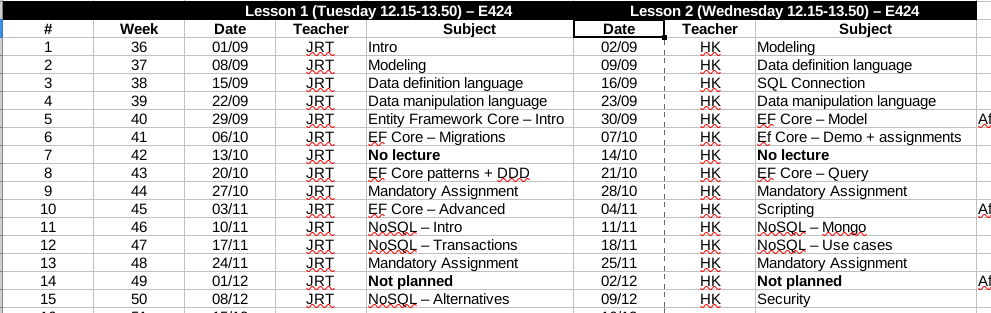 Lesson 1 (Tuesday 12.15-13.50) – E424 Lesson 2 (Wednesday 12.15-13.50) – E424
# Week Date Teacher Subject Date Teacher Subject
1 36 01/09 JRT Intro 02/09 HK Modeling
2 37 08/09 JRT Modeling 09/09 HK Data definition language
3 38 15/09 JRT Data definition language 16/09 HK SQL Connection
4 39 22/09 JRT Data manipulation language 23/09 HK Data manipulation language
5 40 29/09 JRT Entity Framework Core – Intro 30/09 HK EF Core – Model
6 41 06/10 JRT EF Core – Migrations 07/10 HK Ef Core – Demo + assignments
7 42 13/10 JRT No lecture 14/10 HK No lecture
8 43 20/10 JRT EF Core patterns + DDD 21/10 HK EF Core – Query
9 44 27/10 JRT Mandatory Assignment 28/10 HK Mandatory Assignment
10 45 03/11 JRT EF Core – Advanced 04/11 HK Scripting
11 46 10/11 JRT NoSQL – Intro 11/11 HK NoSQL – Mongo
12 47 17/11 JRT NoSQL – Transactions 18/11 HK NoSQL – Use cases
13 48 24/11 JRT Mandatory Assignment 25/11 HK Mandatory Assignment
14 49 01/12 JRT Not planned 02/12 HK Not planned
15 50 08/12 JRT NoSQL – Alternatives 09/12 HK Security